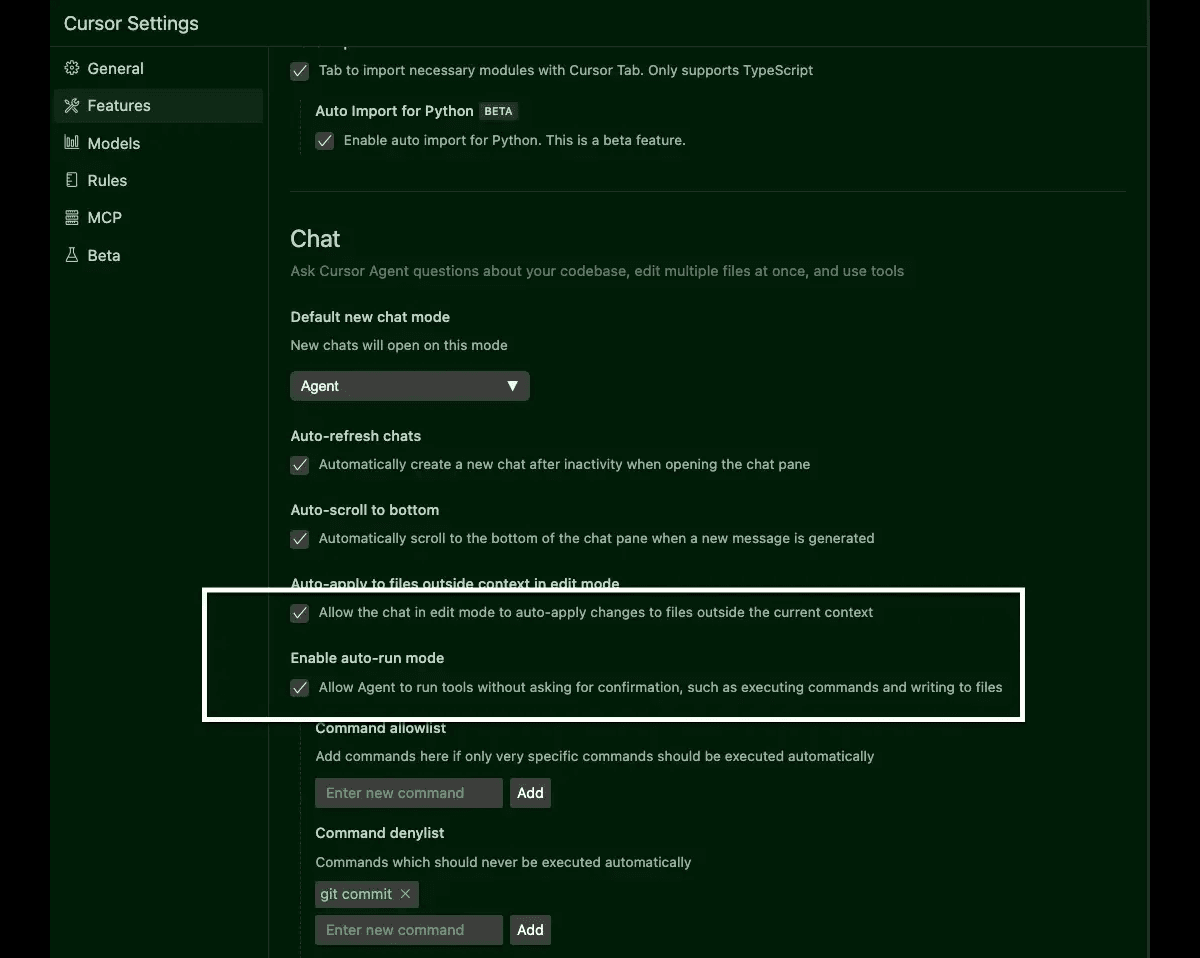 Cursor Settings
General
Features
Models
Rules
MCP
Beta
Tab to import necessary modules with Cursor Tab. Only supports TypeScript
Auto Import for Python BETA
Enable auto import for Python. This is a beta feature.
Chat
Ask Cursor Agent questions about your codebase, edit multiple files at once, and use tools
Default new chat mode
New chats will open on this mode
Agent
Auto-refresh chats
Automatically create a new chat after inactivity when opening the chat pane
Auto-scroll to bottom
Automatically scroll to the bottom of the chat pane when a new message is generated
Auto-apply to files outside context in edit mode
Allow the chat in edit mode to auto-apply changes to files outside the current context
Enable auto-run mode
Allow Agent to run tools without asking for confirmation, such as executing commands and writing to files
Command allowlist
Add commands here if only very specific commands should be executed automatically
Enter new command Add
Command denylist
Commands which should never be executed automatically
git commit ×
Enter new command Add